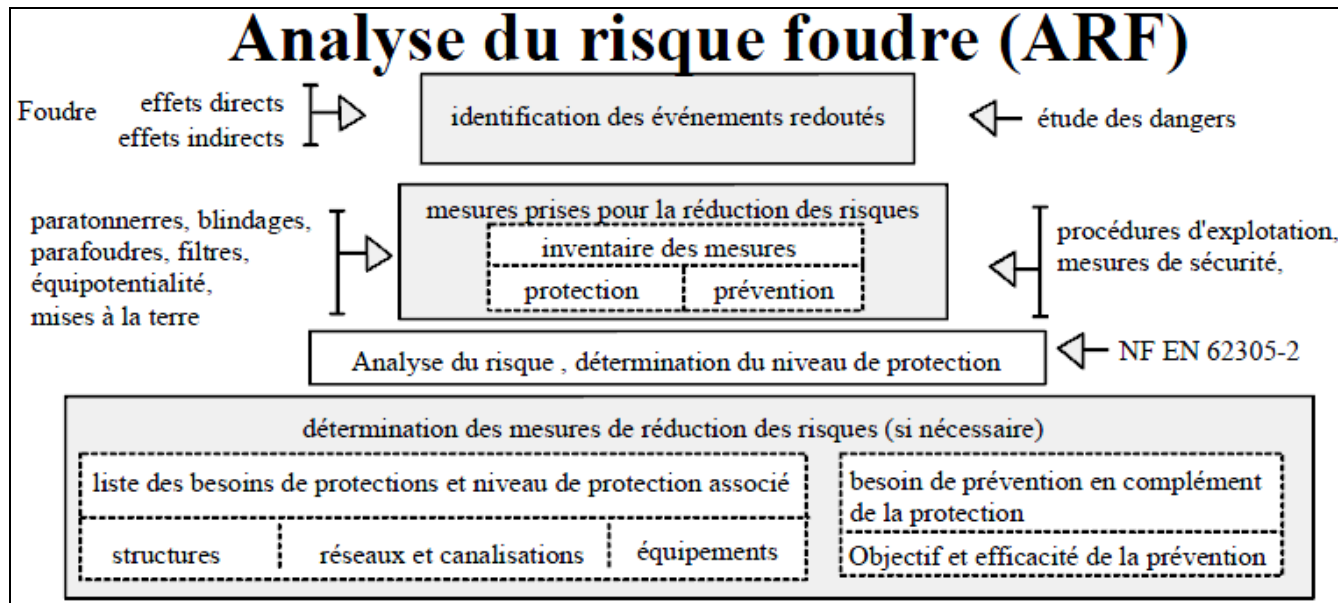 Analyse du risque foudre (ARF)
Foudre
effets directs
effets indirects
identification des événements redoutés
étude des dangers
paratonnerres, blindages,
parafoudres, filtres,
équipotentialité,
mises à la terre
mesures prises pour la réduction des risques
inventaire des mesures
protection
prévention
procédures d'explotation,
mesures de sécurité,
Analyse du risque , détermination du niveau de protection
NF EN 62305-2
détermination des mesures de réduction des risques (si nécessaire)
liste des besoins de protections et niveau de protection associé
structures
réseaux et canalisations
équipements
besoin de prévention en complément
de la protection
Objectif et efficacité de la prévention